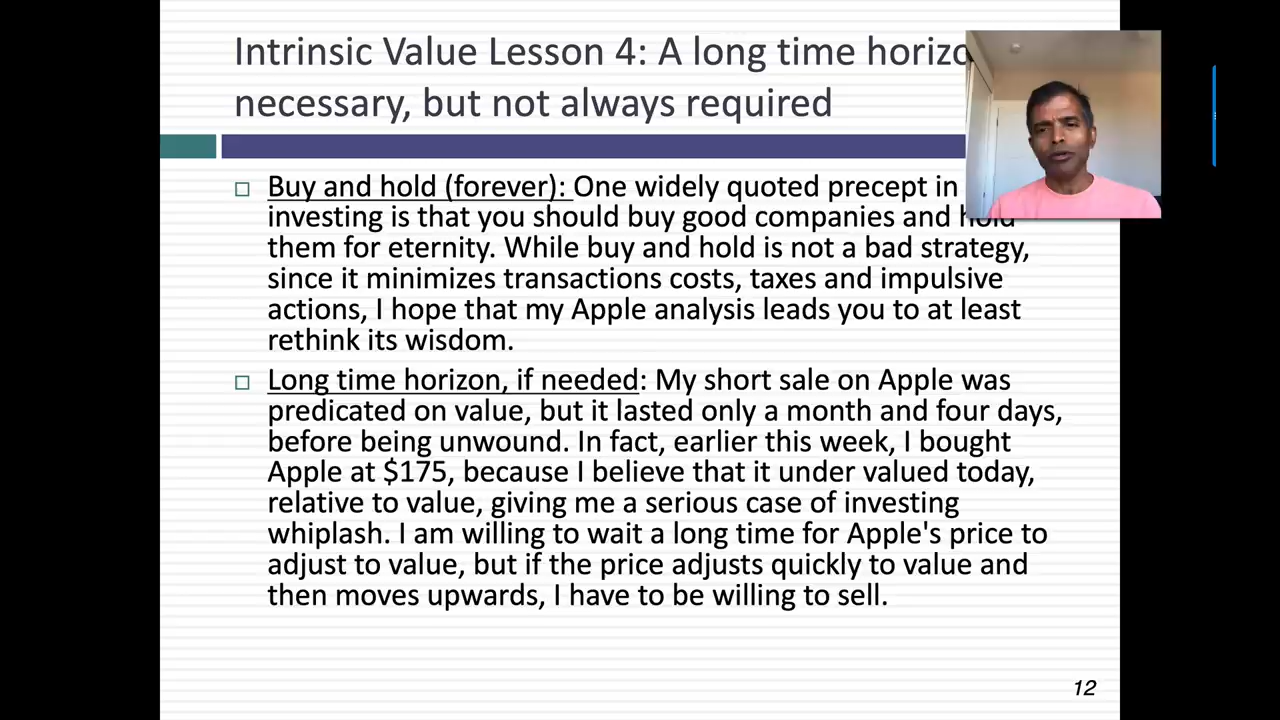 Intrinsic Value Lesson 4: A long time
necessary, but not always required
Buy and hold (forever): One widely quoted precept in
investing is that you should buy good companies and hold
them for eternity. While buy and hold is not a bad strategy,
since it minimizes transactions costs, taxes and impulsive
actions, I hope that my Apple analysis leads you to at least
rethink its wisdom.
Long time horizon, if needed: My short sale on Apple was
predicated on value, but it lasted only a month and four days,
before being unwound. In fact, earlier this week, I bought
Apple at $175, because I believe that it under valued today,
relative to value, giving me a serious case of investing
whiplash. I am willing to wait a long time for Apple's price to
adjust to value, but if the price adjusts quickly to value and
then moves upwards, I have to be willing to sell.
12